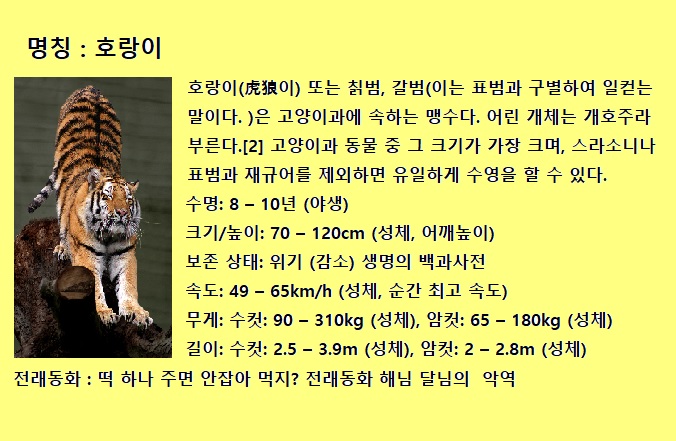 명칭 : 호랑이
호랑이(虎狼이) 또는 칡범, 갈범(이는 표범과 구별하여 일컫는
말이다. )은 고양이과에 속하는 맹수다. 어린 개체는 개호주라
부른다.[2] 고양이과 동물 중 그 크기가 가장 크며, 스라소니나
표범과 재규어를 제외하면 유일하게 수영을 할 수 있다.
수명: 8 – 10년 (야생)
크기/높이: 70 – 120cm (성체, 어깨높이)
보존 상태: 위기 (감소) 생명의 백과사전
속도: 49 – 65km/h (성체, 순간 최고 속도)
무게: 수컷: 90 – 310kg (성체), 암컷: 65 – 180kg (성체)
길이: 수컷: 2.5 – 3.9m (성체), 암컷: 2 – 2.8m (성체)
전래동화 : 떡 하나 주면 안잡아 먹지? 전래동화 해님 달님의 악역